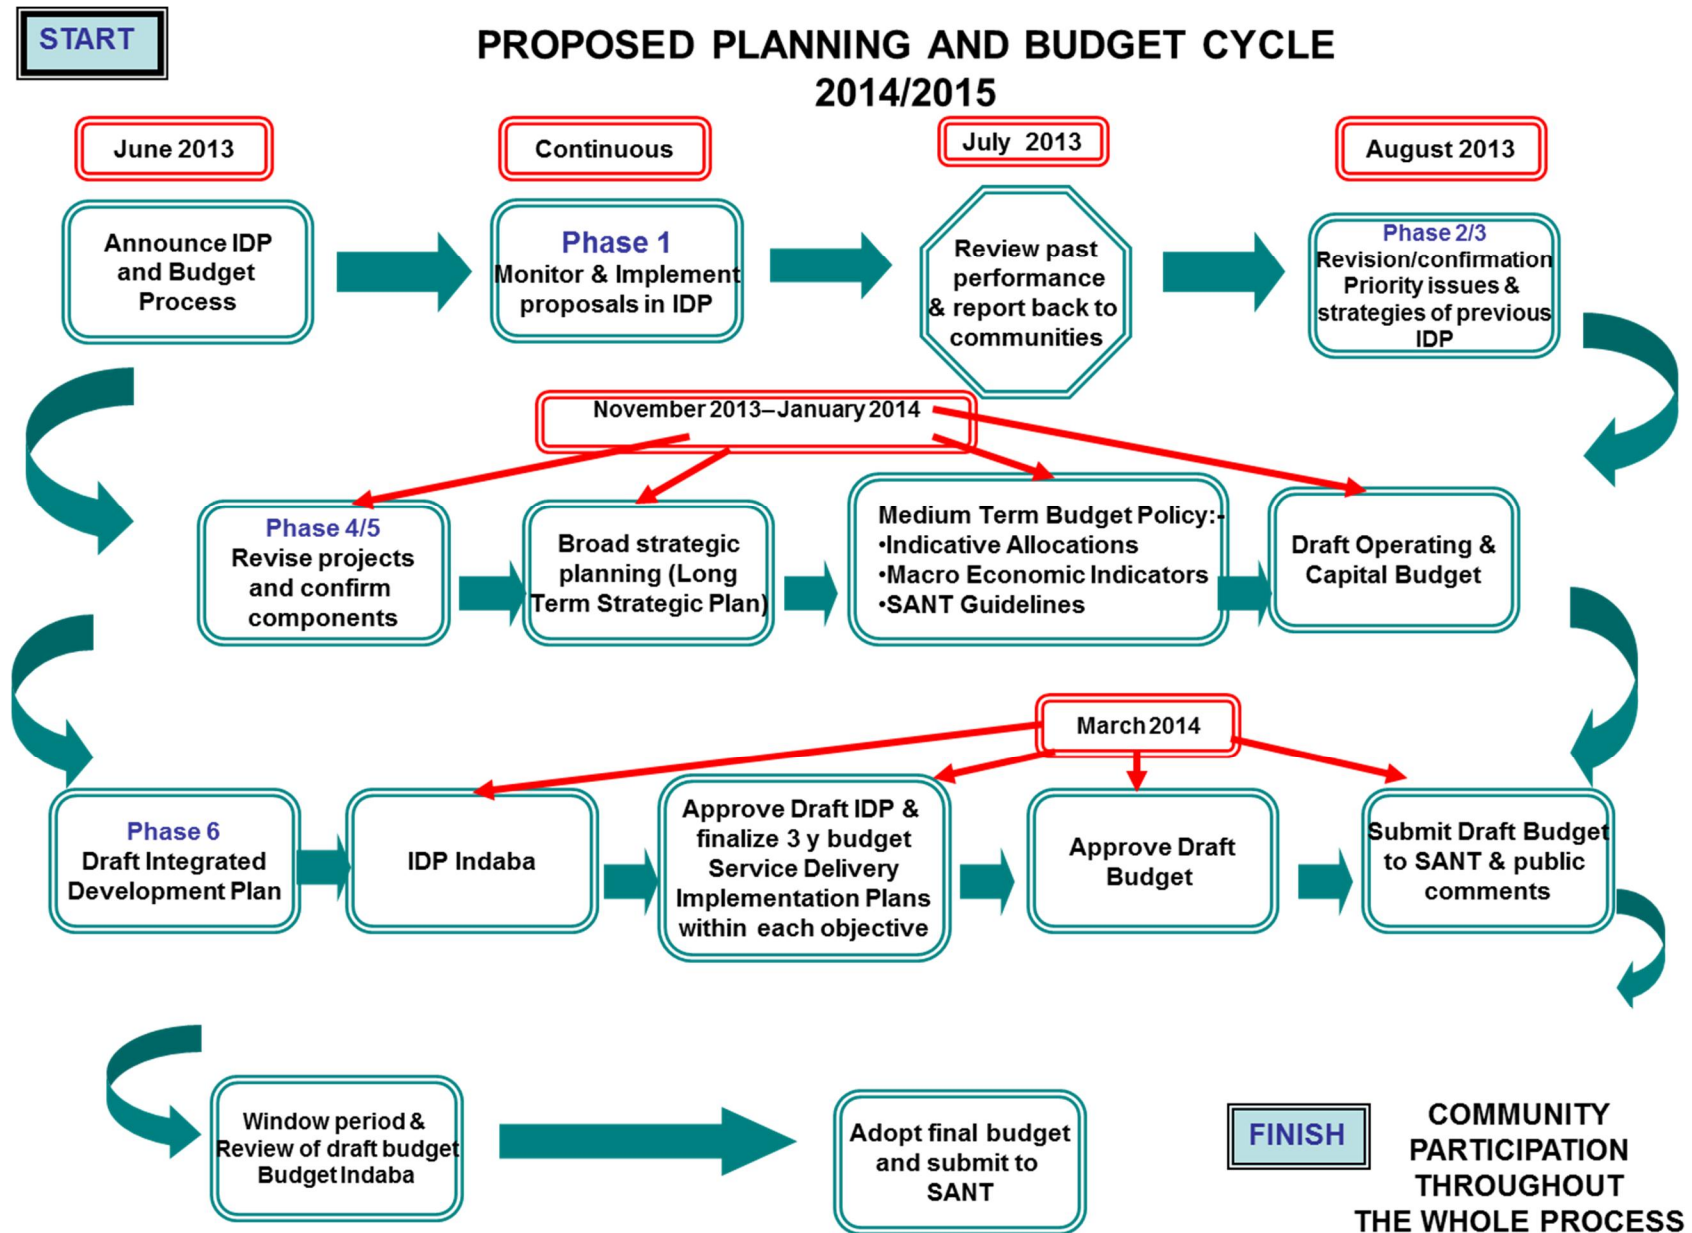 START
PROPOSED PLANNING AND BUDGET CYCLE
2014/2015
June 2013
Continuous
July 2013
August 2013
Announce IDP
and Budget
Process
Phase 1
Monitor & Implement
proposals in IDP
Review past
performance
& report back to
communities
Phase 2/3
Revision/confirmation
Priority issues &
strategies of previous
IDP
November 2013–January 2014
Phase 4/5
Revise projects
and confirm
components
Broad strategic
planning (Long
Term Strategic Plan)
Medium Term Budget Policy:-
•Indicative Allocations
•Macro Economic Indicators
•SANT Guidelines
Draft Operating &
Capital Budget
March 2014
Phase 6
Draft Integrated
Development Plan
IDP Indaba
Approve Draft IDP &
finalize 3 y budget
Service Delivery
Implementation Plans
within each objective
Approve Draft
Budget
Submit Draft Budget
to SANT & public
comments
Window period &
Review of draft budget
Budget Indaba
Adopt final budget
and submit to
SANT
FINISH
COMMUNITY
PARTICIPATION
THROUGHOUT
THE WHOLE PROCESS